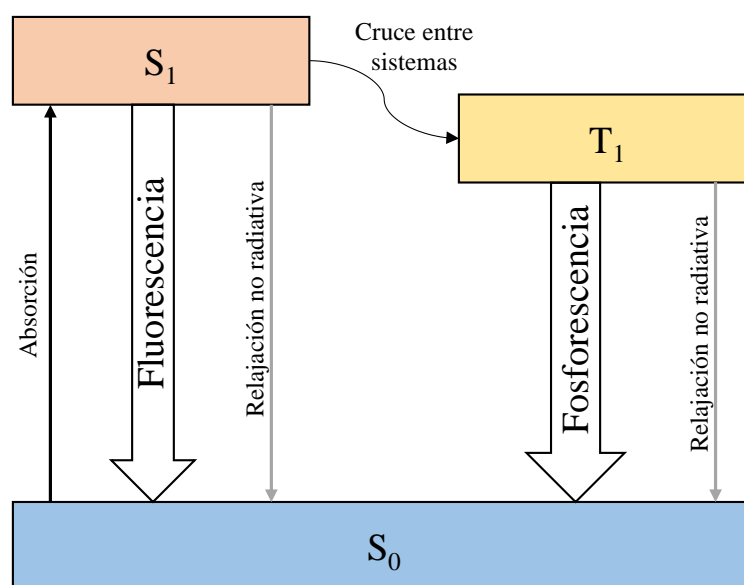 Cruce entre
sistemas
S₁
T₁
Absorción
Fluorescencia
Relajación no radiativa
Fosforescencia
Relajación no radiativa
S₀